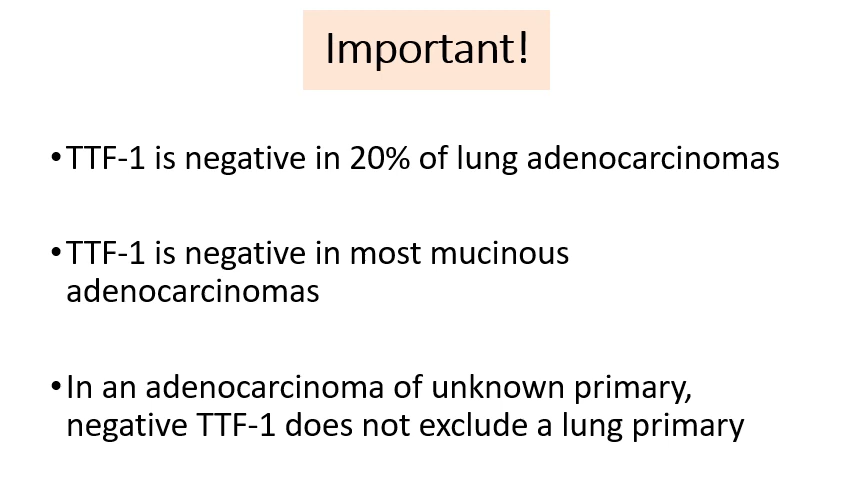 Important!
•TTF-1 is negative in 20% of lung adenocarcinomas
•TTF-1 is negative in most mucinous
adenocarcinomas
•In an adenocarcinoma of unknown primary,
negative TTF-1 does not exclude a lung primary